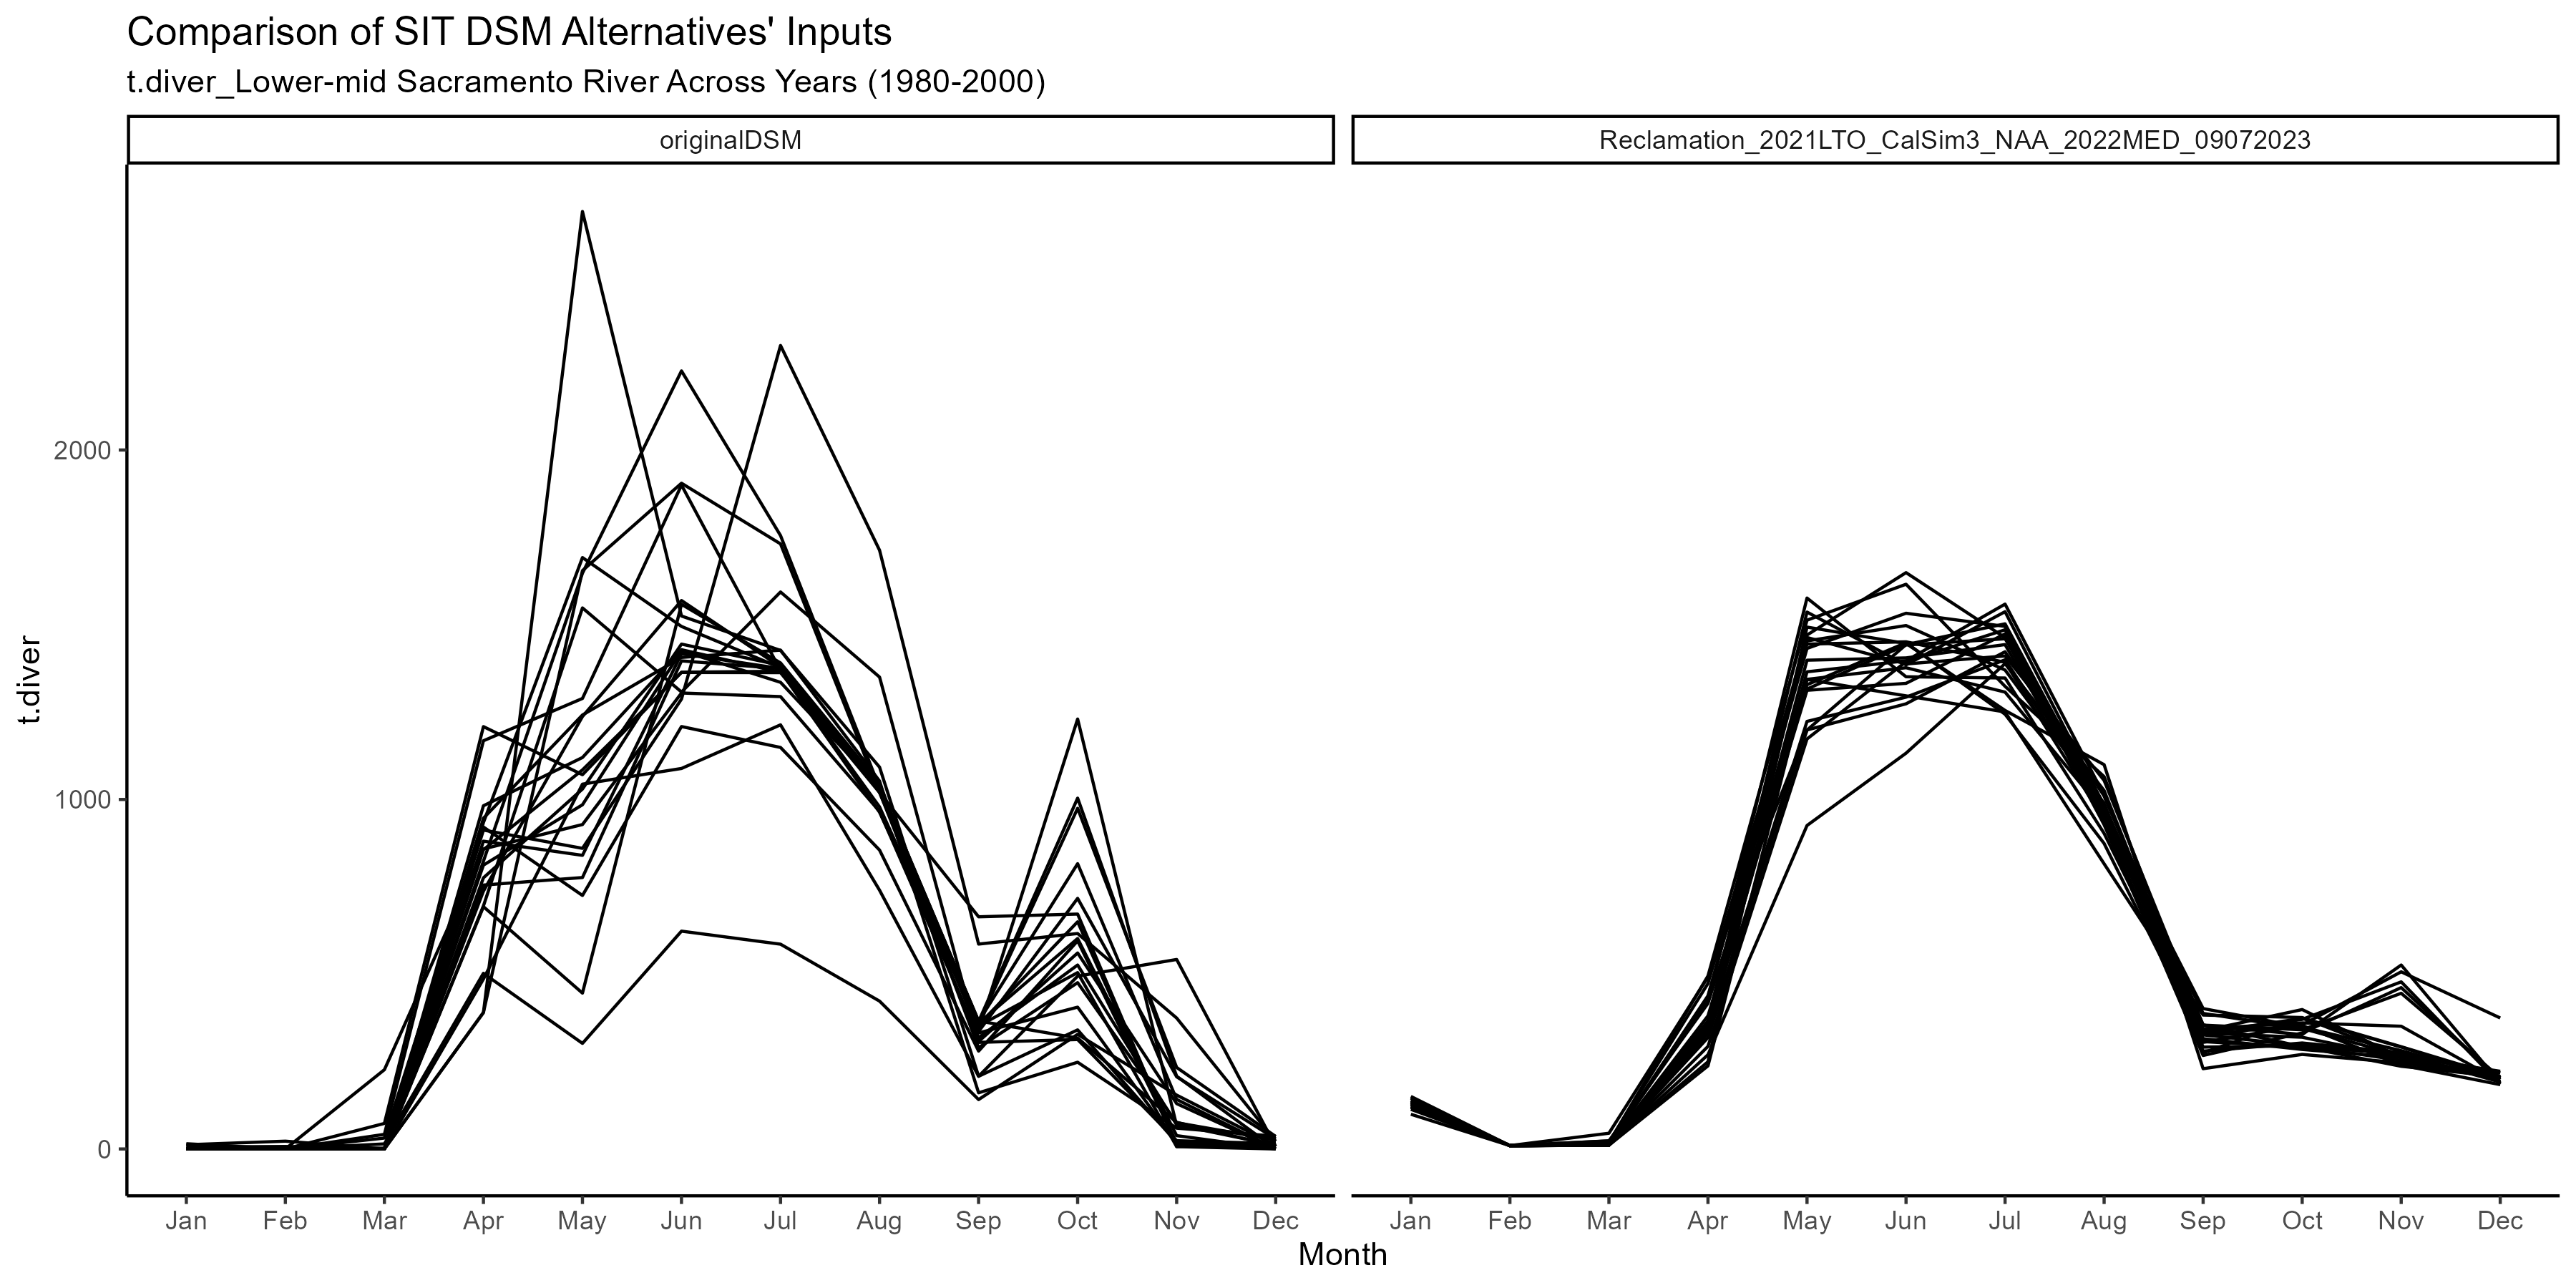 Comparison of SIT DSM Alternatives' Inputs
t.diver_Lower-mid Sacramento River Across Years (1980-2000)
originalDSM
Reclamation_2021LTO_CalSim3_NAA_2022MED_09072023
t.diver
2000
1000
0
Jan Feb Mar Apr May Jun Jul Aug Sep Oct Nov Dec
Jan Feb Mar Apr May Jun Jul Aug Sep Oct Nov Dec
Month